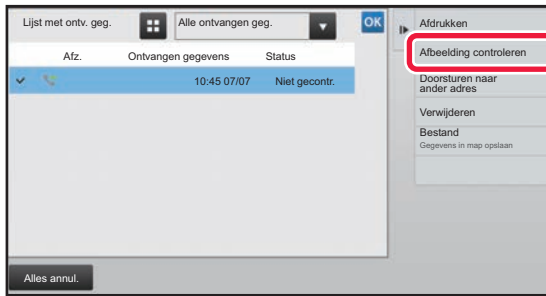 Lijst met ontv. geg.
Alle ontvangen geg.
OK
Afz.
Ontvangen gegevens
Status
10:45 07/07
Niet gecontr.
Alles annul.
Afdrukken
Afbeelding controleren
Doorsturen naar
ander adres
Verwijderen
Bestand
Gegevens in map opslaan